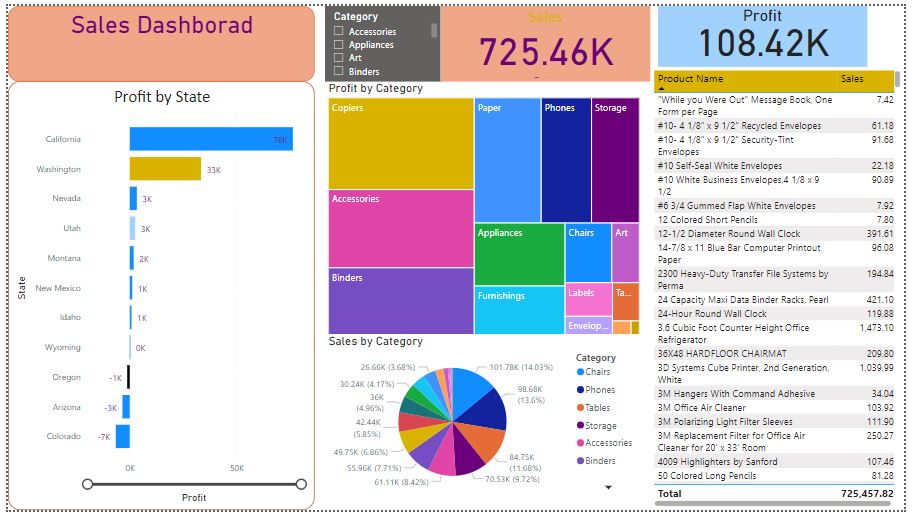 Sales Dashborad
Profit by State
State
California
76K
Washington
33K
Nevada
3K
Utah
3K
Montana
2K
New Mexico
1K
Idaho
1K
Wyoming
0K
Oregon
-1K
Arizona
-3K
Colorado
-7K
0K
50K
Profit
Category
Accessories
Appliances
Art
Binders
Sales
725.46K
Profit
108.42K
Profit by Category
Copiers
Accessories
Binders
Paper
Phones
Storage
Appliances
Furnishings
Chairs
Art
Labels
Ta...
Envelop...
Sales by Category
101.78K (14.03%)
98.68K
(13.6%)
84.75K
(11.68%)
70.53K (9.72%)
61.11K (8.42%)
55.96K (7.71%)
49.75K (6.86%)
42.44K
(5.85%)
36K
(4.96%)
30.24K (4.17%)
26.66K (3.68%)
Category
Chairs
Phones
Tables
Storage
Accessories
Binders
Product Name Sales
"While you Were Out" Message Book, One 7.42
Form per Page
#10- 4 1/8" x 9 1/2" Recycled Envelopes 61.18
#10- 4 1/8" x 9 1/2" Security-Tint 91.68
Envelopes
#10 Self-Seal White Envelopes 22.18
#10 White Business Envelopes,4 1/8 x 9 90.89
1/2
#6 3/4 Gummed Flap White Envelopes 7.92
12 Colored Short Pencils 7.80
12-1/2 Diameter Round Wall Clock 391.61
14-7/8 x 11 Blue Bar Computer Printout 96.08
Paper
2300 Heavy-Duty Transfer File Systems by 194.84
Perma
24 Capacity Maxi Data Binder Racks, Pearl 421.10
24-Hour Round Wall Clock 119.88
3.6 Cubic Foot Counter Height Office 1,473.10
Refrigerator
36X48 HARDFLOOR CHAIRMAT 209.80
3D Systems Cube Printer, 2nd Generation, 1,039.99
White
3M Hangers With Command Adhesive 34.04
3M Office Air Cleaner 103.92
3M Polarizing Light Filter Sleeves 111.90
3M Replacement Filter for Office Air 250.27
Cleaner for 20' x 33' Room
4009 Highlighters by Sanford 107.46
50 Colored Long Pencils 81.28
Total 725,457.82